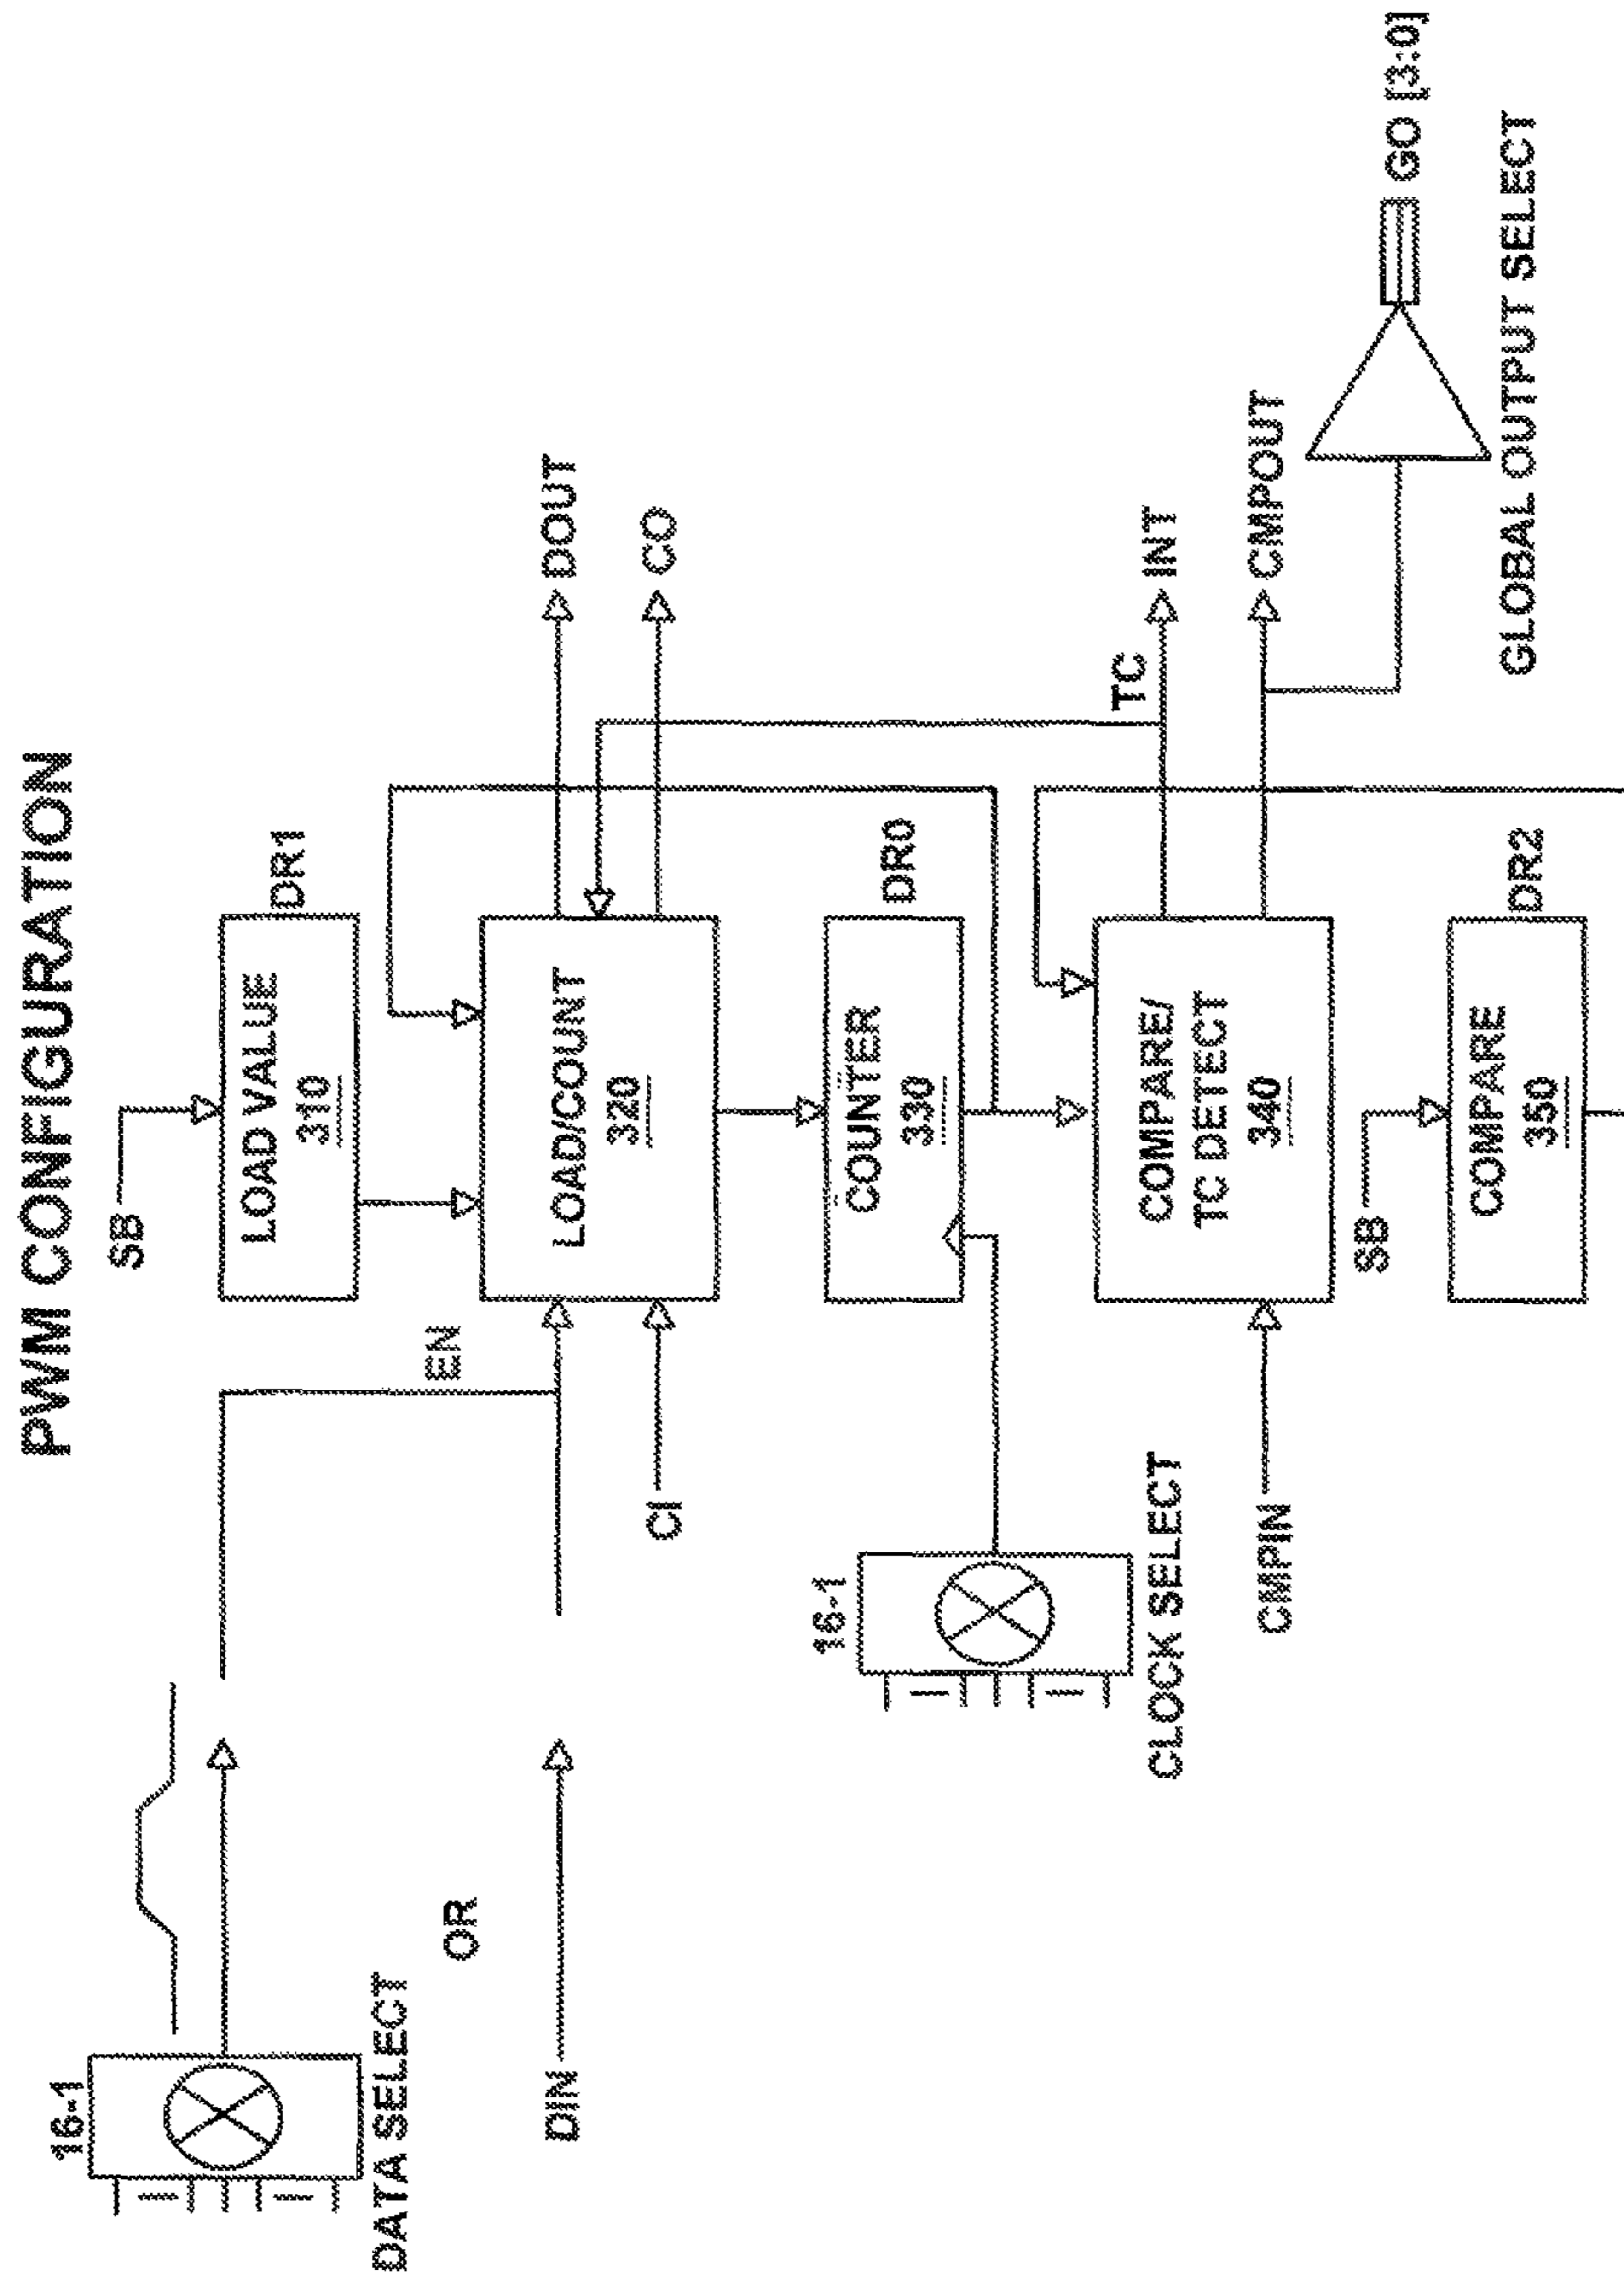 PWM CONFIGURATION
16-1
DATA SELECT
OR
DIN
EN
CI
SB
LOAD VALUE
310
DR1
LOAD/COUNT
320
DOUT
CO
16-1
CLOCK SELECT
COUNTER
330
DR0
CMPIN
COMPARE/
TC DETECT
340
TC
INT
CMPOUT
SB
COMPARE
350
DR2
GO [3:0]
GLOBAL OUTPUT SELECT